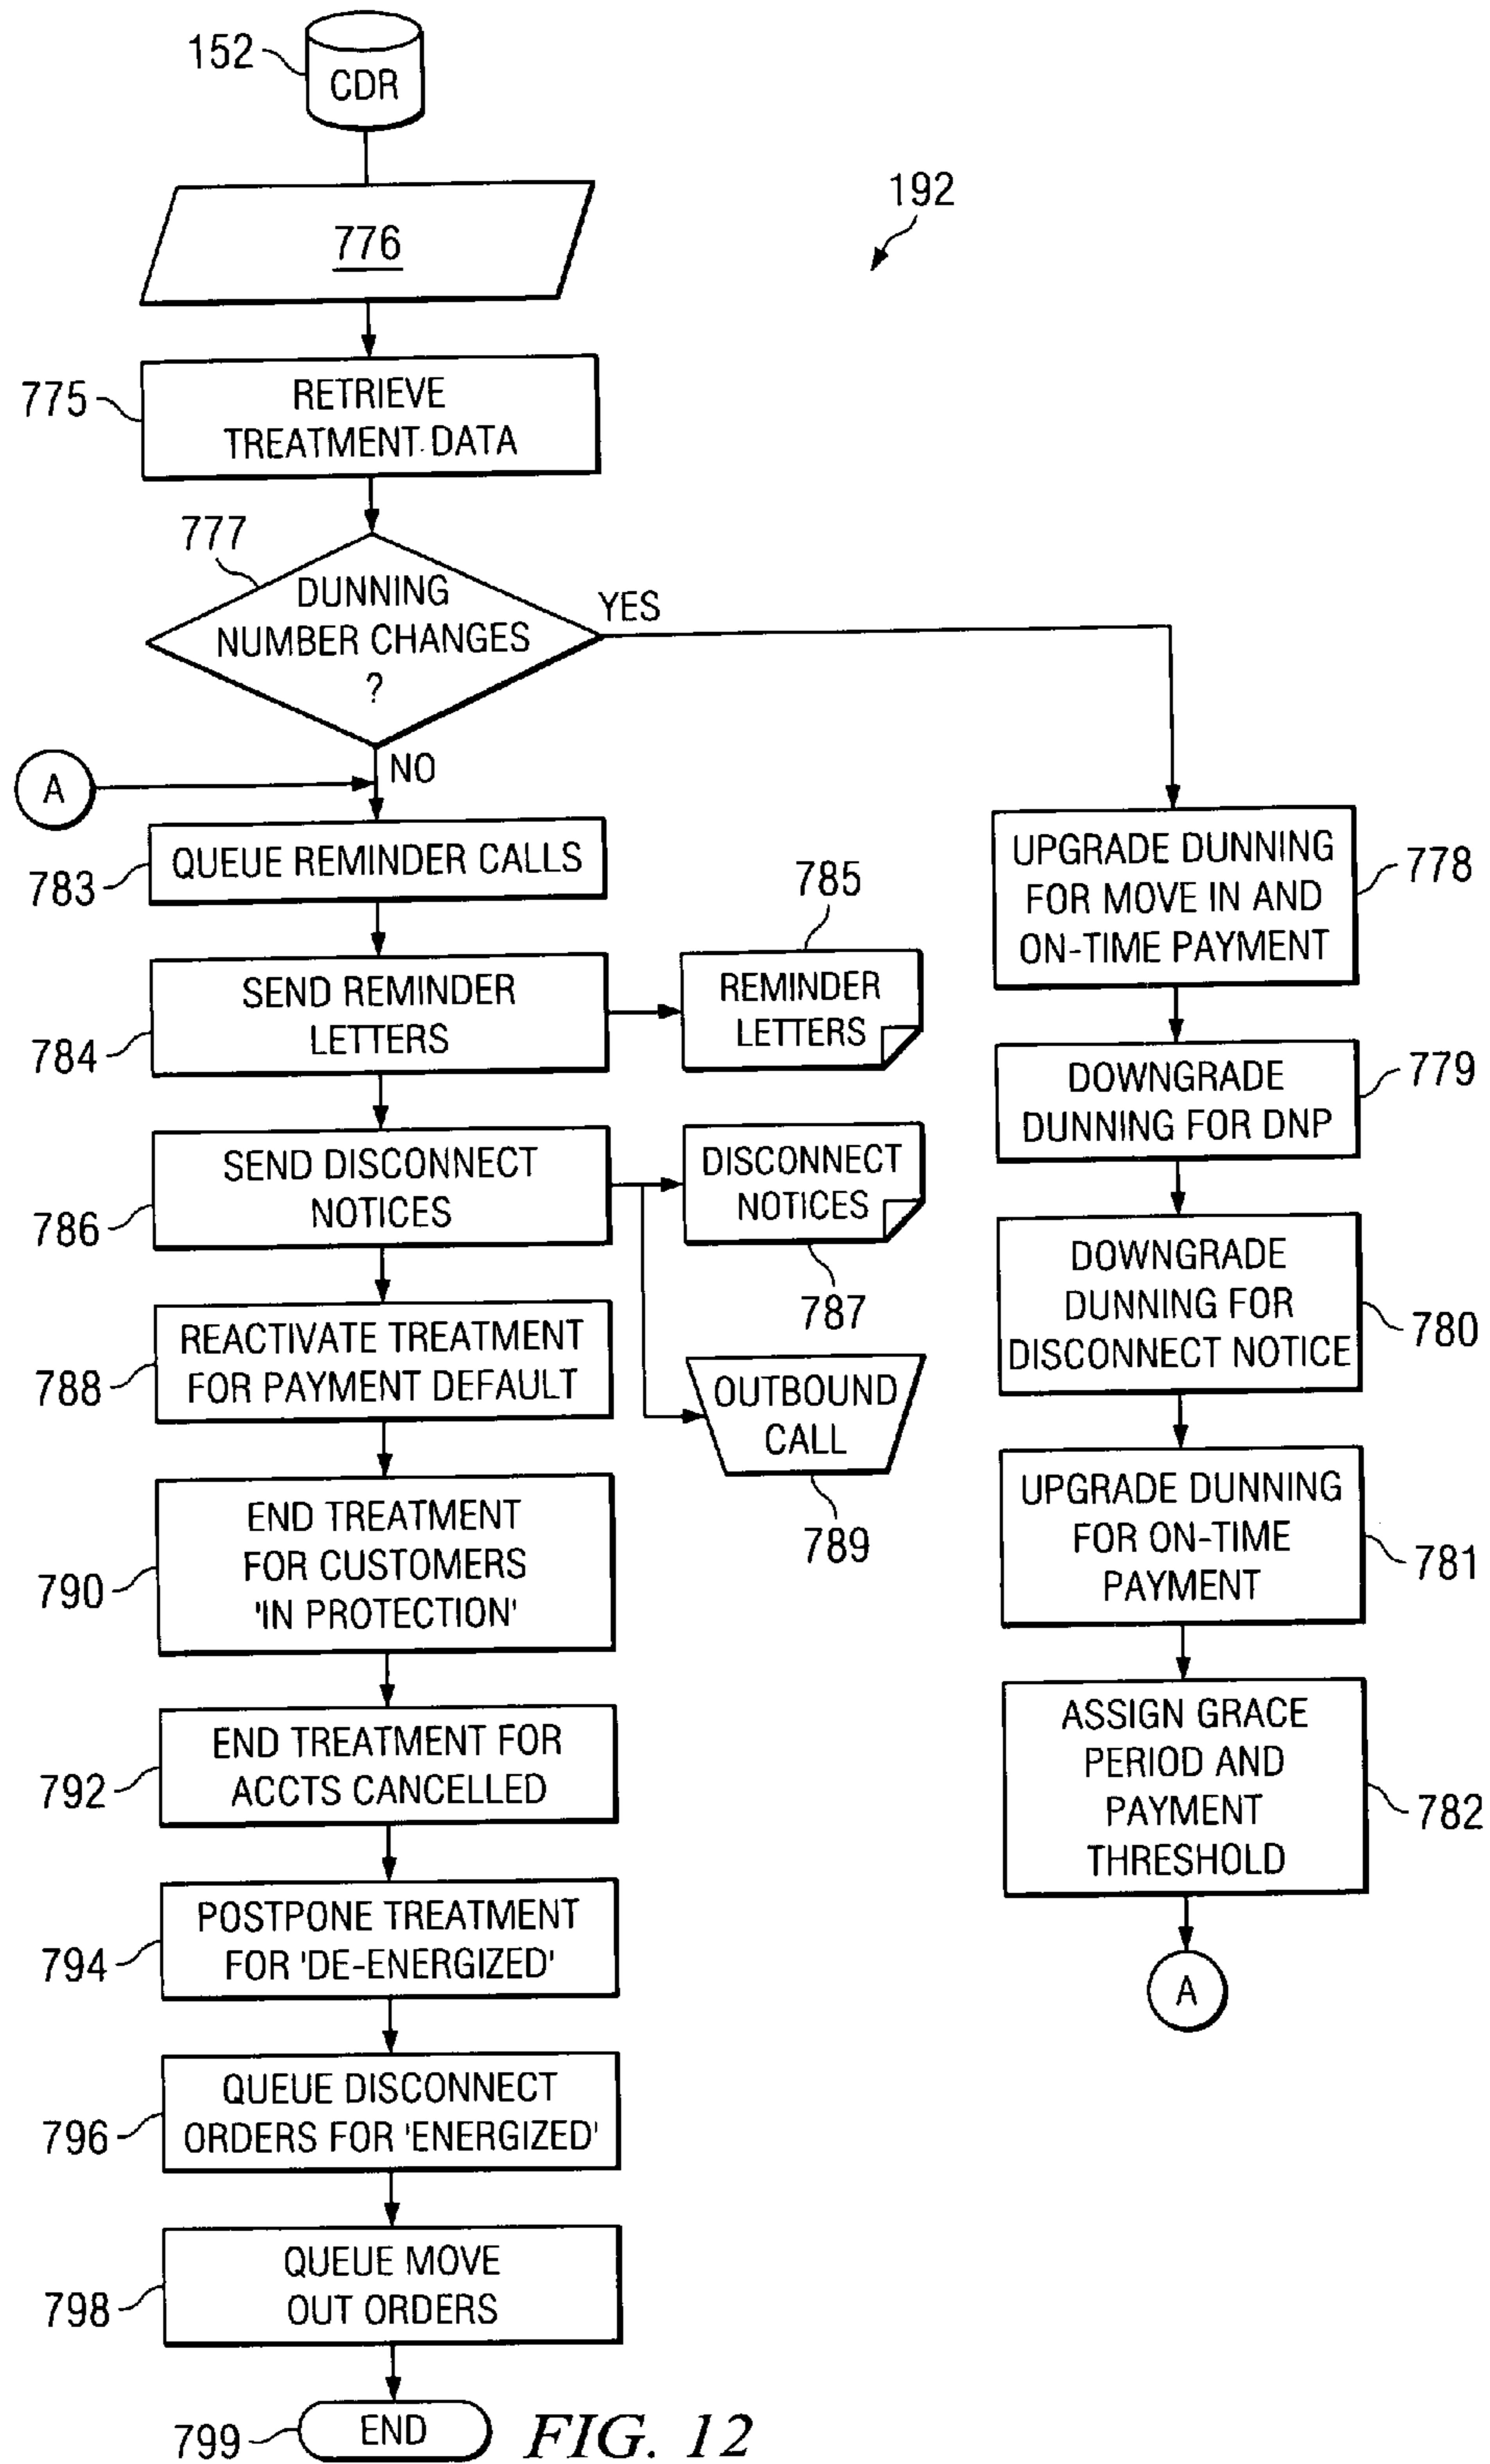 152
CDR
192
776
775
RETRIEVE
TREATMENT DATA
777
DUNNING
NUMBER CHANGES
?
YES
NO
A
783
QUEUE REMINDER CALLS
784
SEND REMINDER
LETTERS
785
REMINDER
LETTERS
786
SEND DISCONNECT
NOTICES
DISCONNECT
NOTICES
787
788
REACTIVATE TREATMENT
FOR PAYMENT DEFAULT
OUTBOUND
CALL
789
790
END TREATMENT
FOR CUSTOMERS
'IN PROTECTION'
792
END TREATMENT FOR
ACCTS CANCELLED
794
POSTPONE TREATMENT
FOR 'DE-ENERGIZED'
796
QUEUE DISCONNECT
ORDERS FOR 'ENERGIZED'
798
QUEUE MOVE
OUT ORDERS
799
END
UPGRADE DUNNING
FOR MOVE IN AND
ON-TIME PAYMENT
778
DOWNGRADE
DUNNING FOR DNP
779
DOWNGRADE
DUNNING FOR
DISCONNECT NOTICE
780
UPGRADE DUNNING
FOR ON-TIME
PAYMENT
781
ASSIGN GRACE
PERIOD AND
PAYMENT
THRESHOLD
782
A
FIG. 12